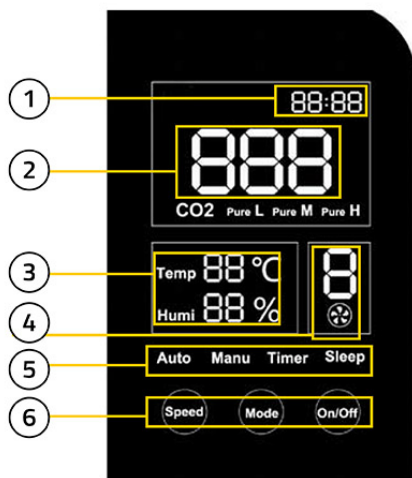 1
88:88
2
888
CO2 Pure L Pure M Pure H
3
Temp 88 °C
8
Humi 88 %
4
5
Auto Manu Timer Sleep
6
Speed Mode On/Off